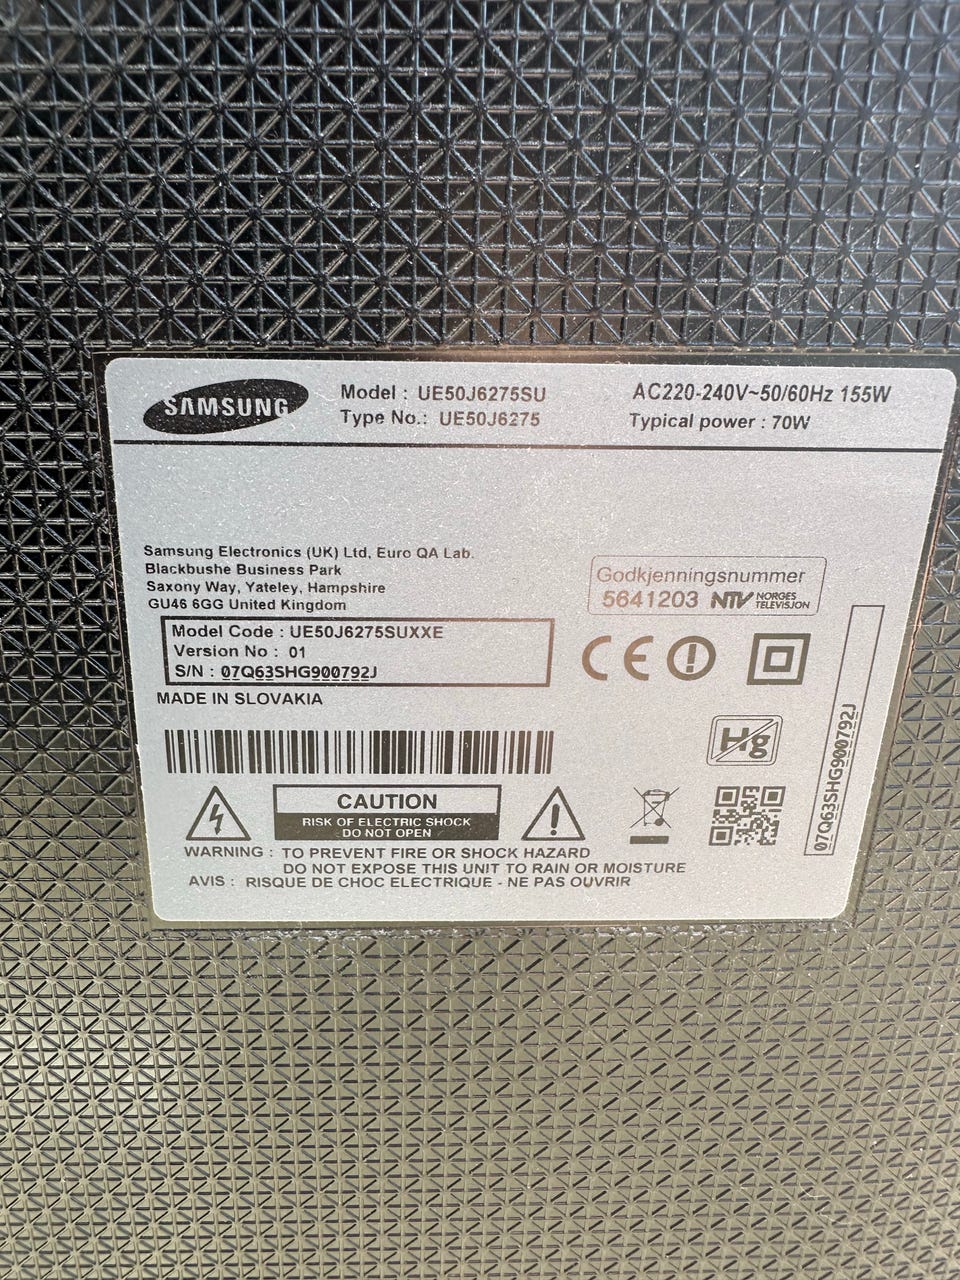 SAMSUNG
Model : UE50J6275SU
Type No.: UE50J6275
AC220-240V~50/60Hz 155W
Typical power : 70W
Samsung Electronics (UK) Ltd, Euro QA Lab.
Blackbushe Business Park
Saxony Way, Yateley, Hampshire
GU46 6GG United Kingdom
Model Code : UE50J6275SUXXE
Version No : 01
S/N : 07Q63SHG900792J
MADE IN SLOVAKIA
Godkjenningsnummer
5641203 NTV NORGES
TELEVISJON
CE
Hg
07Q63SHG900792J
CAUTION
RISK OF ELECTRIC SHOCK
DO NOT OPEN
WARNING : TO PREVENT FIRE OR SHOCK HAZARD
DO NOT EXPOSE THIS UNIT TO RAIN OR MOISTURE
AVIS : RISQUE DE CHOC ELECTRIQUE - NE PAS OUVRIR